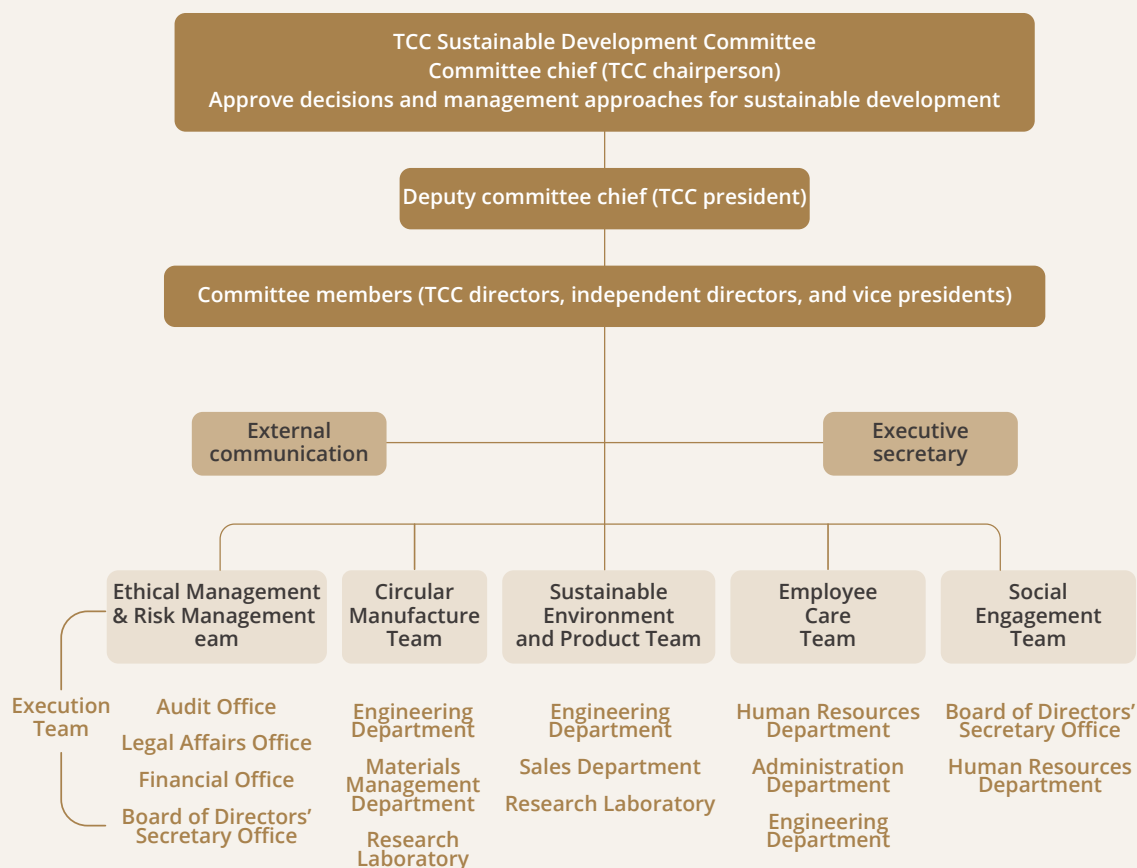 TCC Sustainable Development Committee
Committee chief (TCC chairperson)
Approve decisions and management approaches for sustainable development
Deputy committee chief (TCC president)
Committee members (TCC directors, independent directors, and vice presidents)
External
communication
Executive
secretary
Ethical Management
& Risk Management
eam
Circular
Manufacture
Team
Sustainable
Environment
and Product Team
Employee
Care
Team
Social
Engagement
Team
Execution
Team
Audit Office
Legal Affairs Office
Financial Office
Board of Directors’
Secretary Office
Engineering
Department
Materials
Management
Department
Research
Laboratory
Engineering
Department
Sales Department
Research Laboratory
Human Resources
Department
Administration
Department
Engineering
Department
Board of Directors’
Secretary Office
Human Resources
Department